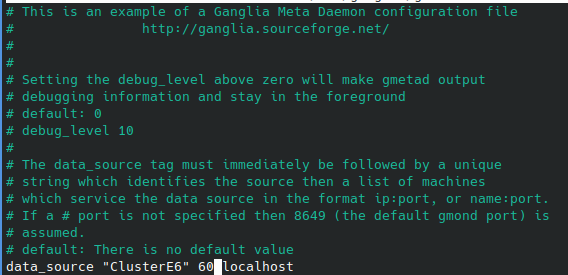 # This is an example of a Ganglia Meta Daemon configuration file
# http://ganglia.sourceforge.net/
#
#
# Setting the debug_level above zero will make gmetad output
# debugging information and stay in the foreground
# default: 0
# debug_level 10
#
# The data_source tag must immediately be followed by a unique
# string which identifies the source then a list of machines
# which service the data source in the format ip:port, or name:port.
# If a # port is not specified then 8649 (the default gmond port) is
# assumed.
# default: There is no default value
data_source "ClusterE6" 60 localhost